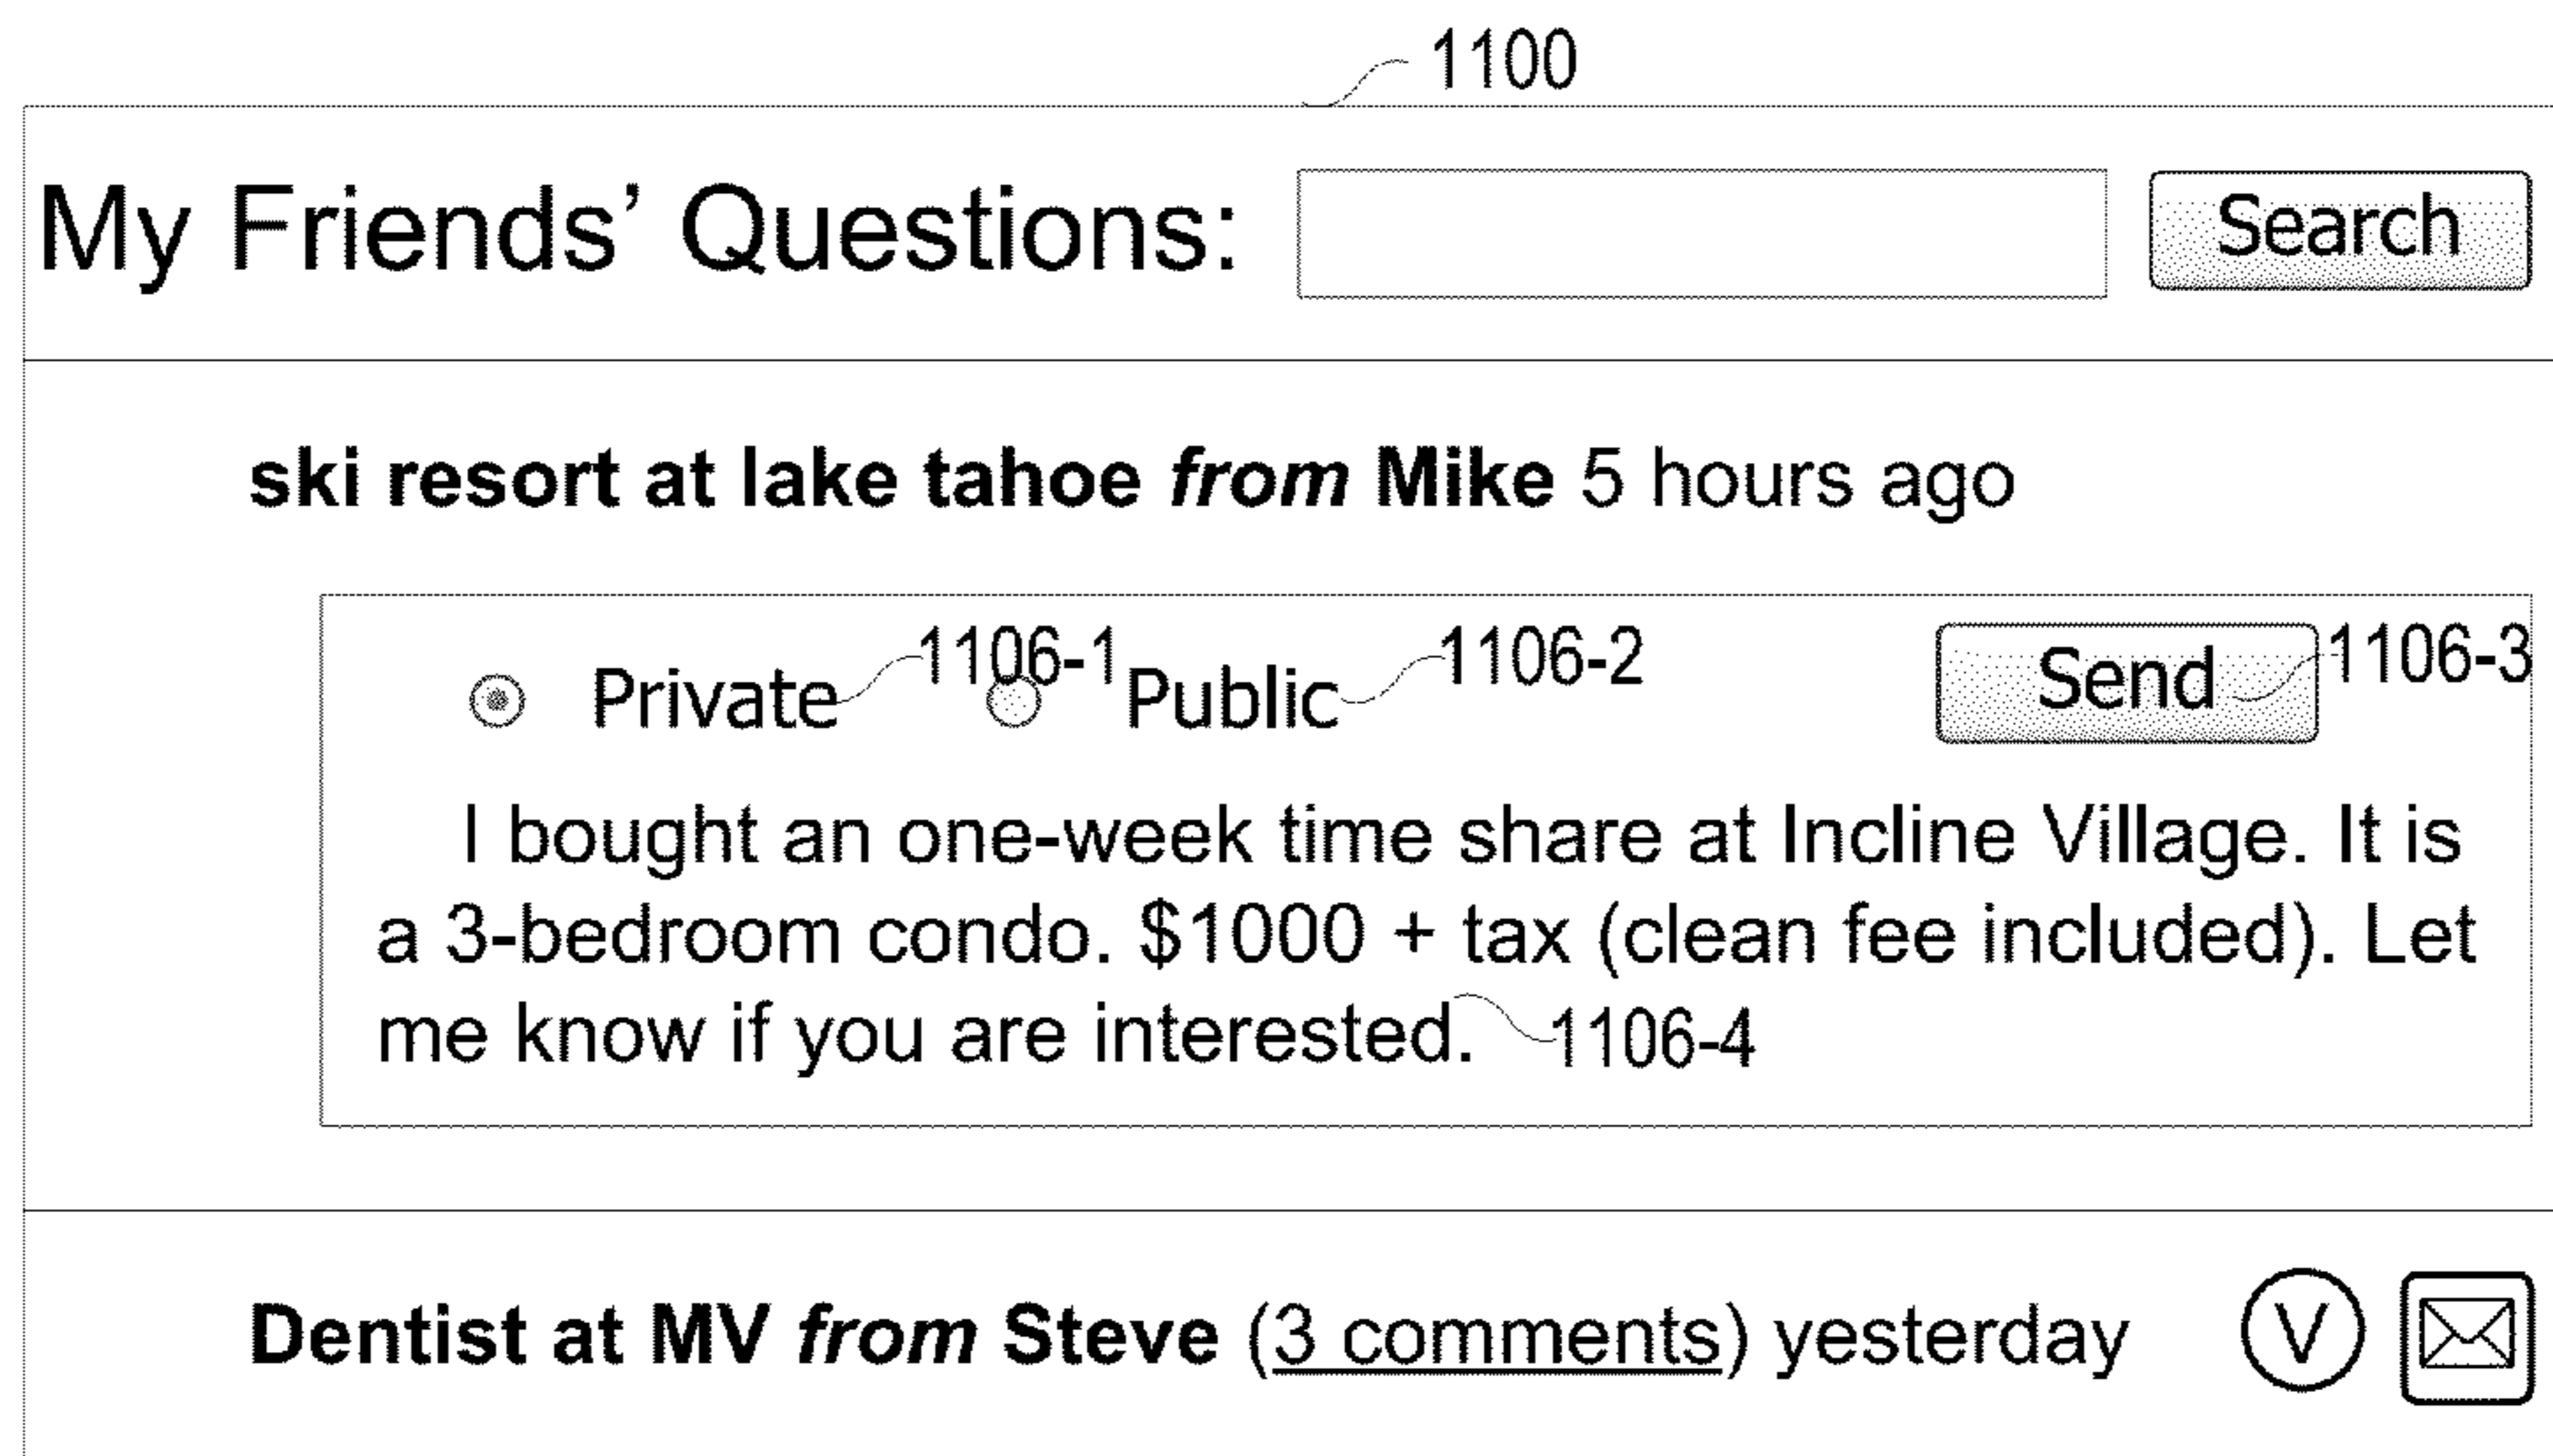 1100
My Friends’ Questions: Search
ski resort at lake tahoe from Mike 5 hours ago
Private 1106-1 Public 1106-2 Send 1106-3
I bought an one-week time share at Incline Village. It is
a 3-bedroom condo. $1000 + tax (clean fee included). Let
me know if you are interested. 1106-4
Dentist at MV from Steve (3 comments) yesterday V